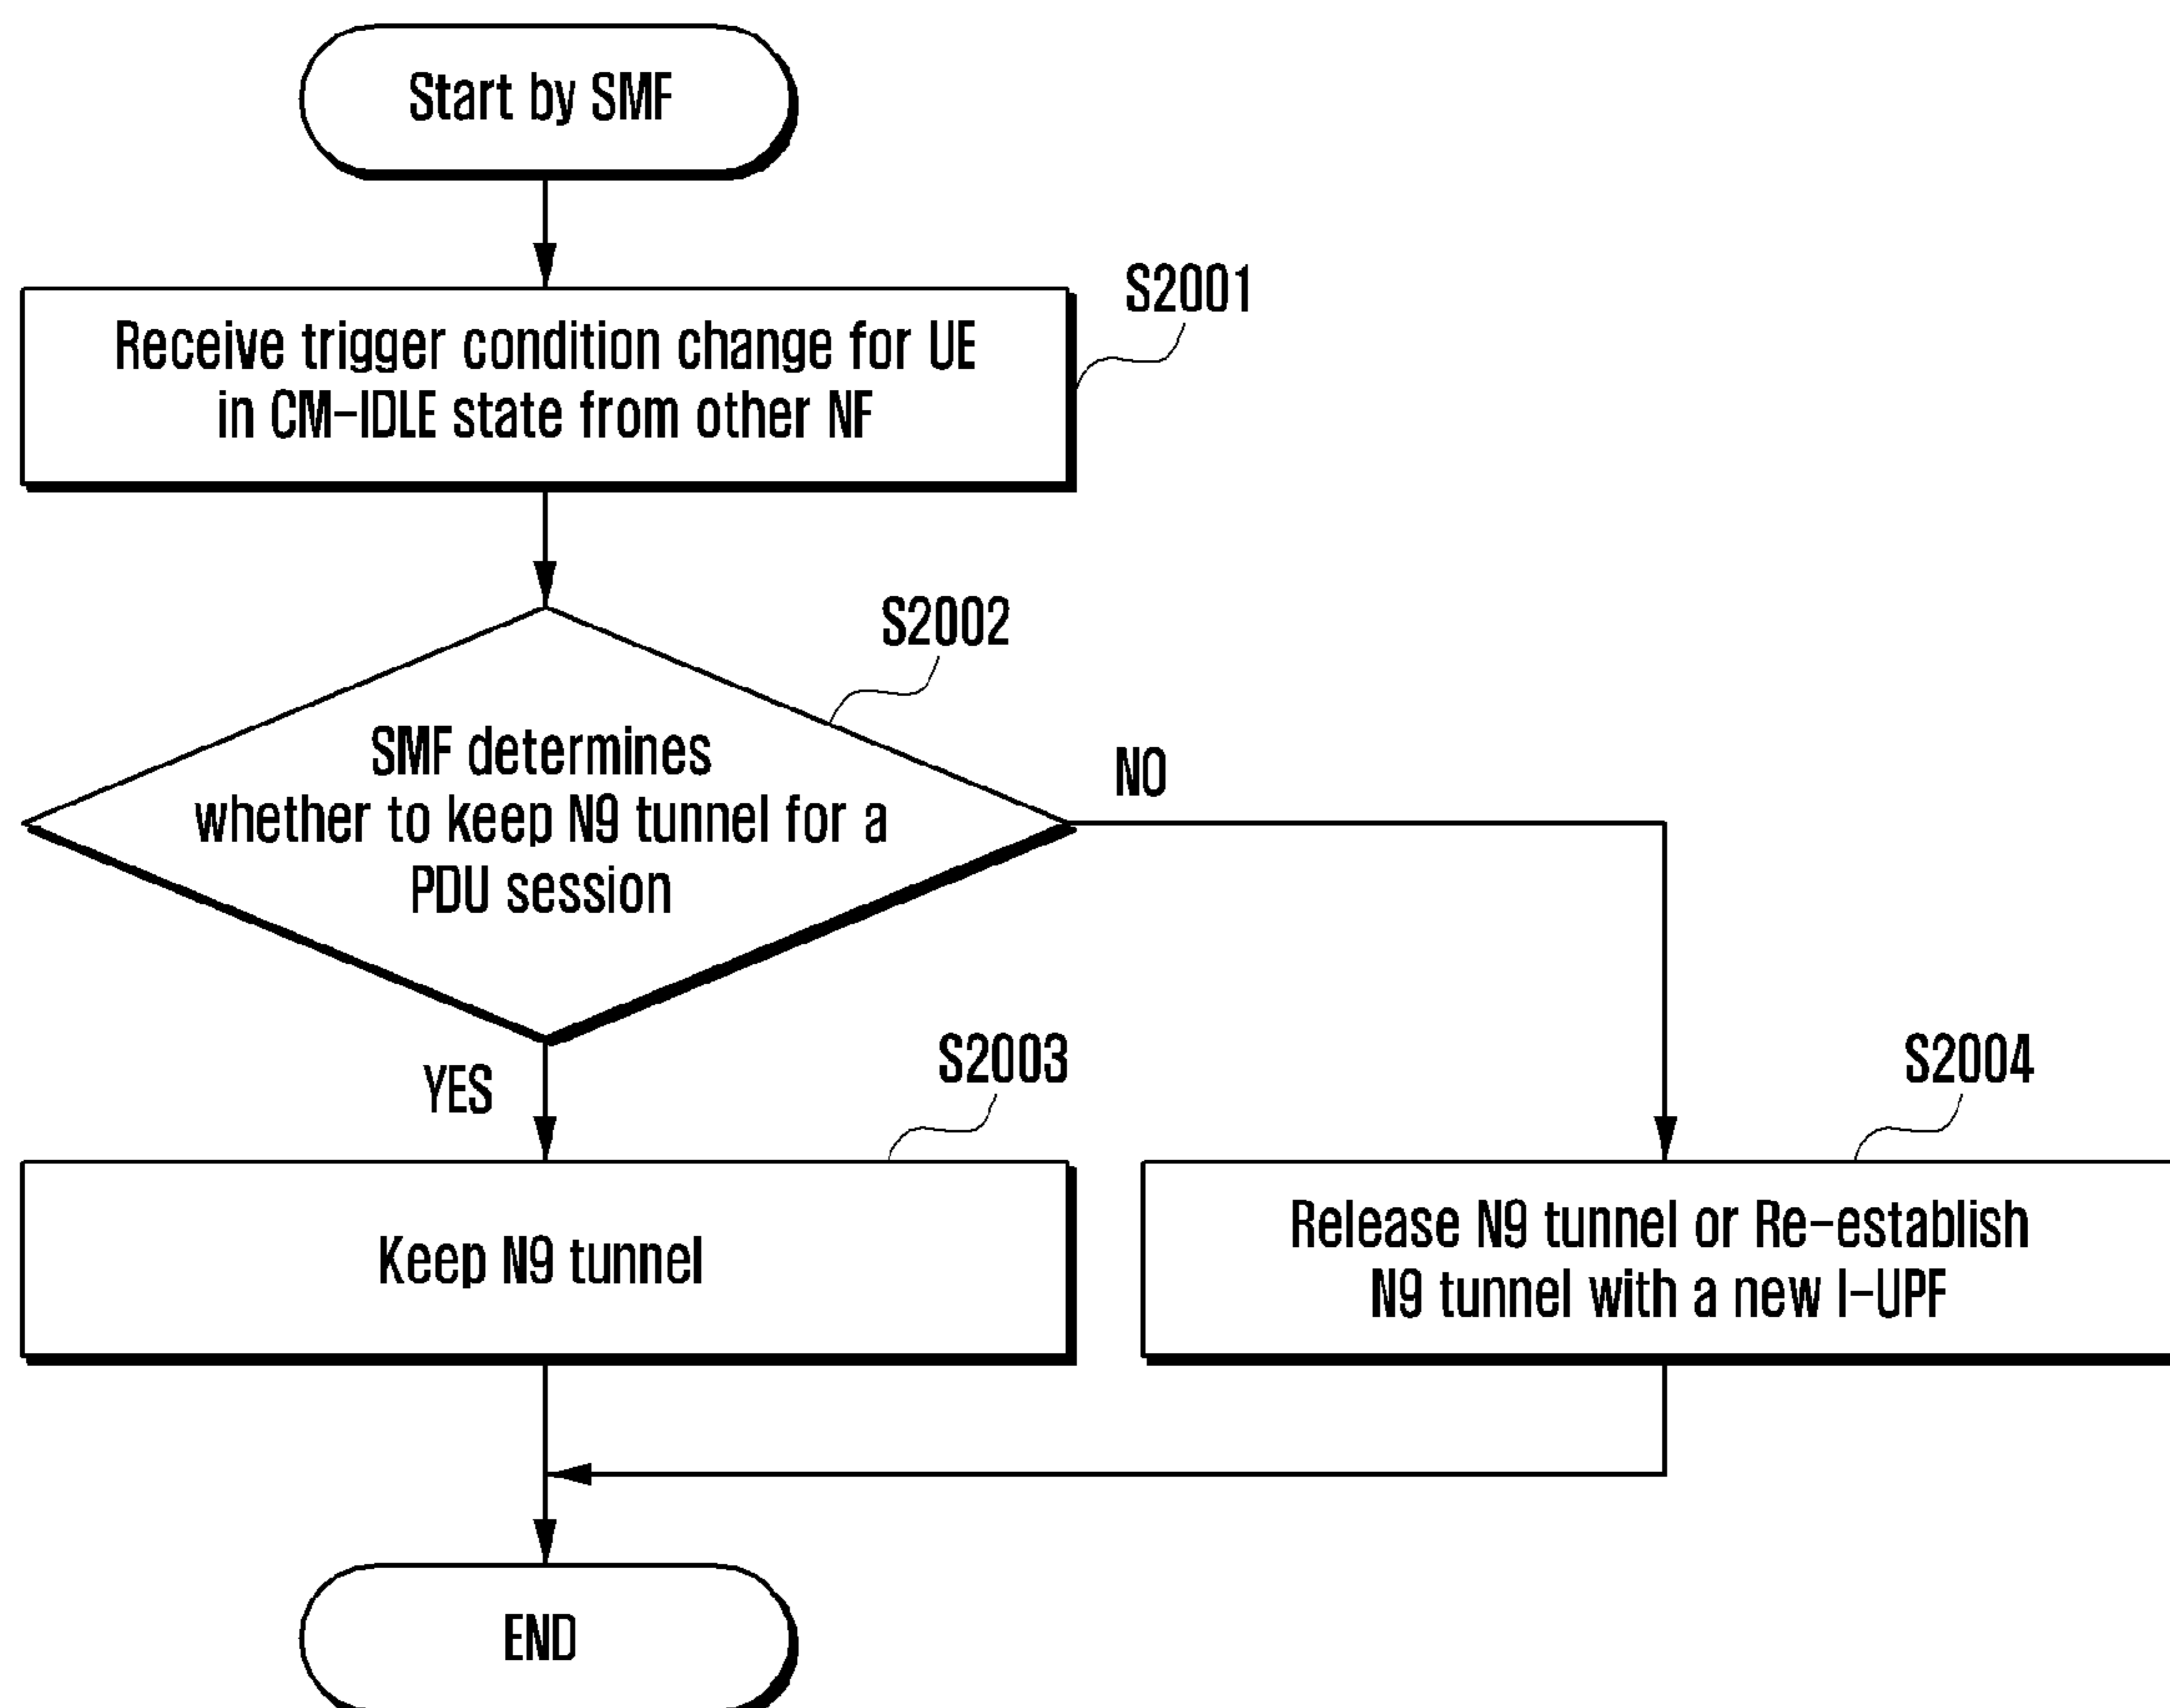 Start by SMF
S2001
Receive trigger condition change for UE
in CM-IDLE state from other NF
S2002
SMF determines
whether to keep N9 tunnel for a
PDU session
NO
YES
S2003
S2004
Keep N9 tunnel
Release N9 tunnel or Re-establish
N9 tunnel with a new I-UPF
END